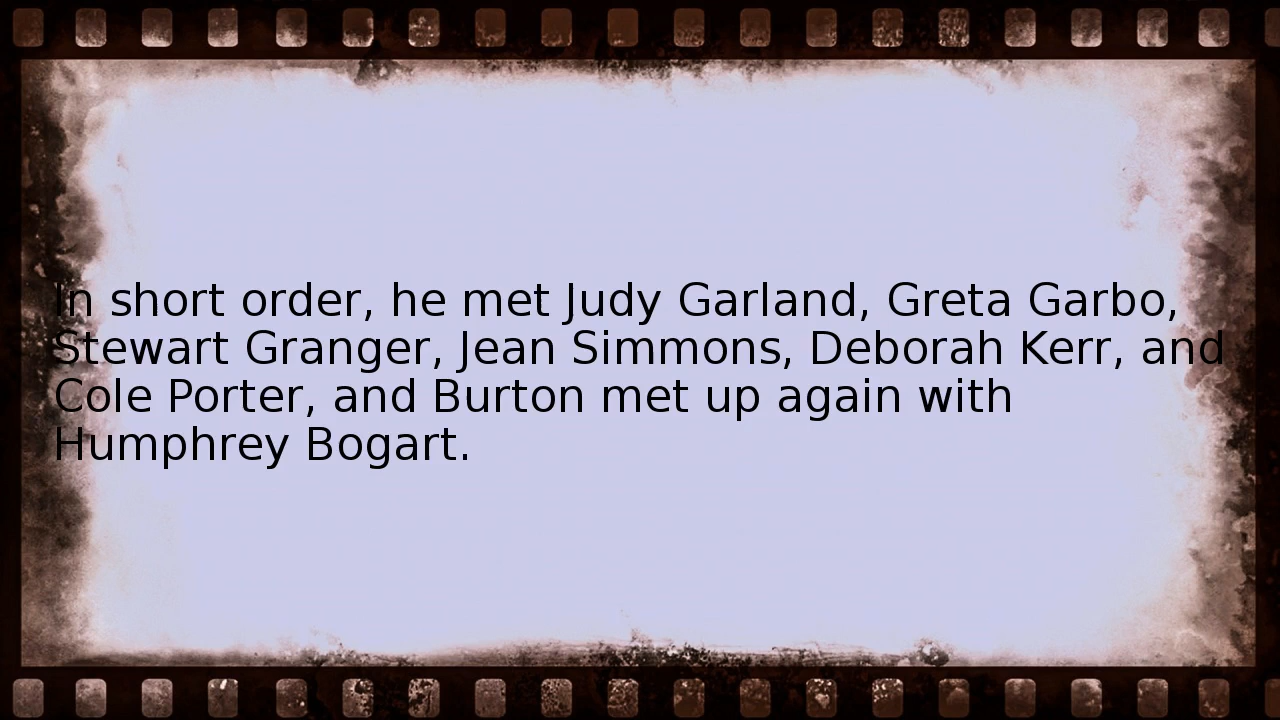 In short order, he met Judy Garland, Greta Garbo,
Stewart Granger, Jean Simmons, Deborah Kerr, and
Cole Porter, and Burton met up again with
Humphrey Bogart.